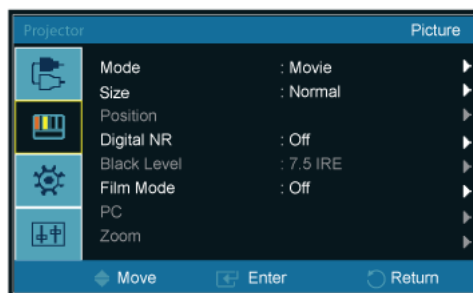 Projector Picture
Mode : Movie
Size : Normal
Position
Digital NR : Off
Black Level : 7.5 IRE
Film Mode : Off
PC
Zoom
Move Enter Return